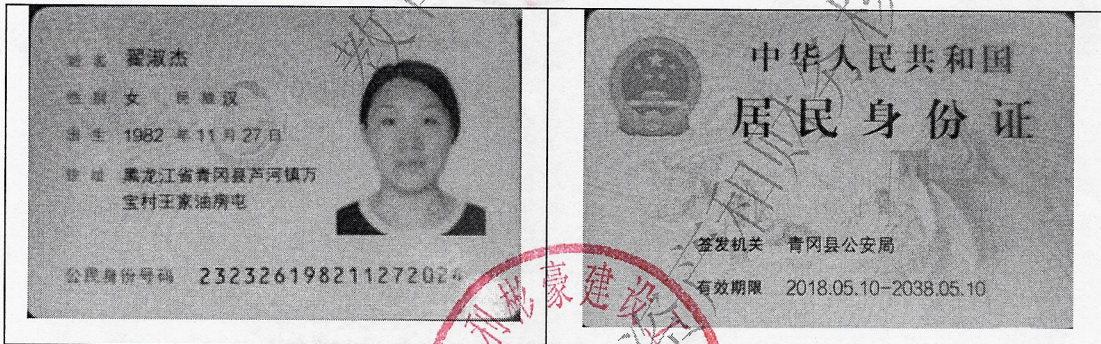 姓名 翟淑杰
性别 女 民族 汉
出生 1982 年 11 月 27 日
住址 黑龙江省青冈县芦河镇万
宝村王家油房屯
公民身份号码 232326198211272024
中华人民共和国
居民身份证
签发机关 青冈县公安局
有效期限 2018.05.10-2038.05.10
利彬豪建设工